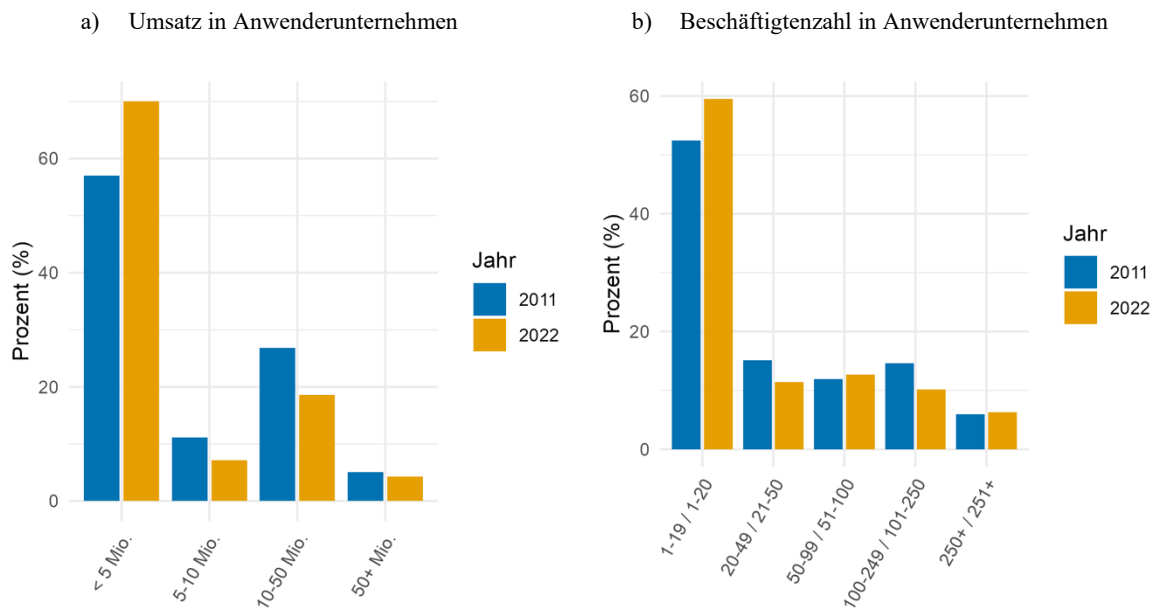 a) Umsatz in Anwenderunternehmen
Prozent (%)
60
40
20
0
< 5 Mio.
5-10 Mio.
10-50 Mio.
50+ Mio.
Jahr
2011
2022
b) Beschäftigtenzahl in Anwenderunternehmen
Prozent (%)
60
40
20
0
1-19 / 1-20
20-49 / 21-50
50-99 / 51-100
100-249 / 101-250
250+ / 251+
Jahr
2011
2022